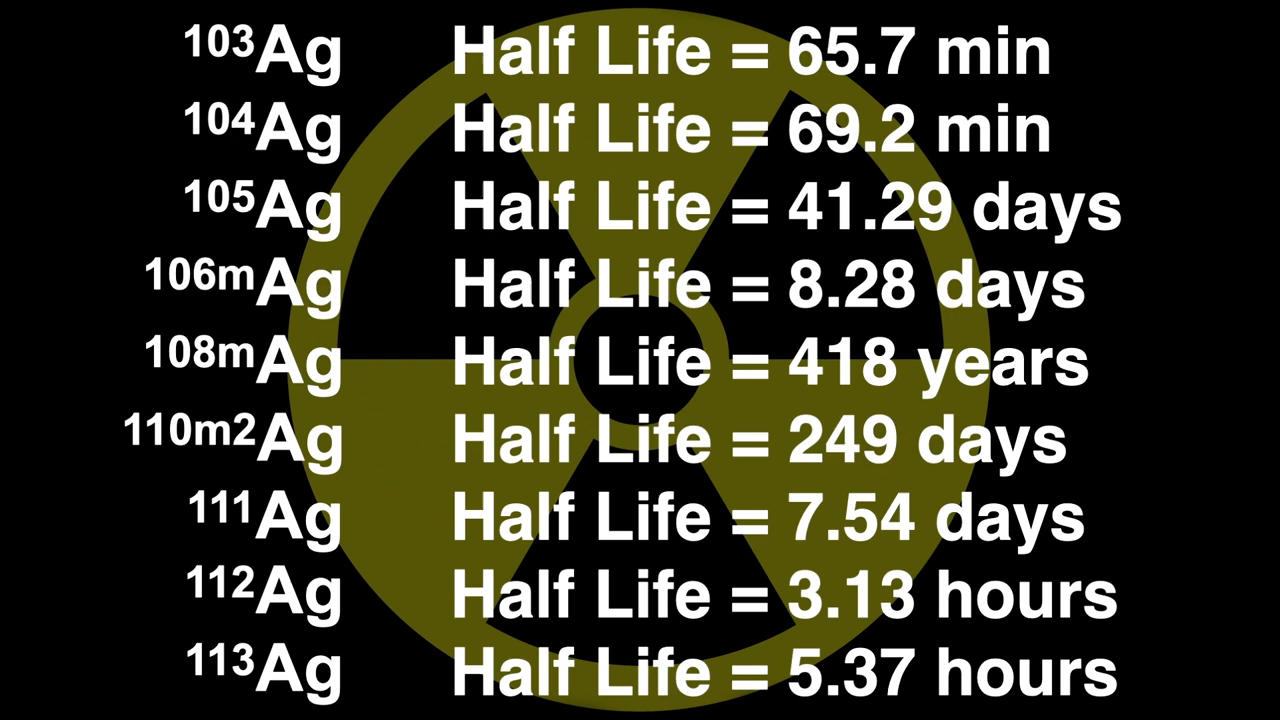 ¹⁰³Ag Half Life = 65.7 min
¹⁰⁴Ag Half Life = 69.2 min
¹⁰⁵Ag Half Life = 41.29 days
¹⁰⁶ᵐAg Half Life = 8.28 days
¹⁰⁸ᵐAg Half Life = 418 years
¹¹⁰ᵐ²Ag Half Life = 249 days
¹¹¹Ag Half Life = 7.54 days
¹¹²Ag Half Life = 3.13 hours
¹¹³Ag Half Life = 5.37 hours